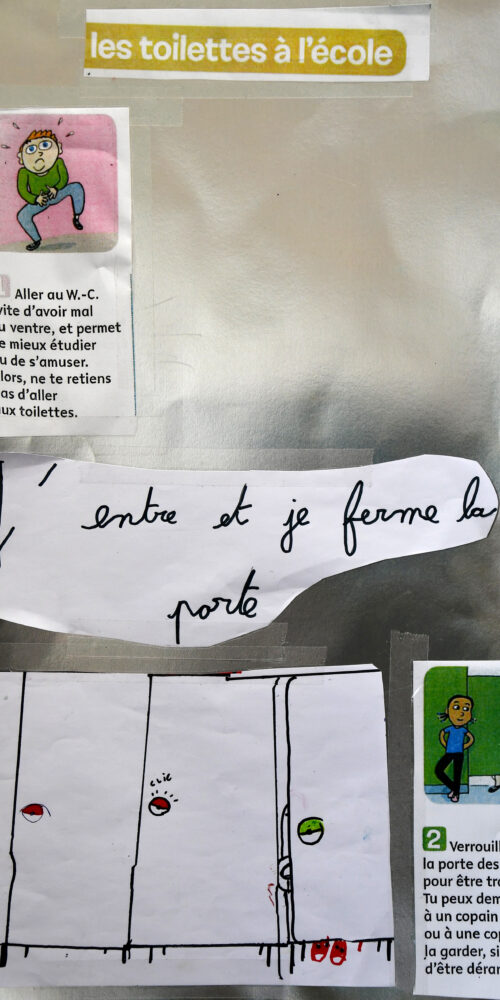 les toilettes à l'école
1 Aller au W.-C.
vite d'avoir mal
u ventre, et permet
e mieux étudier
u de s'amuser.
lors, ne te retiens
as d'aller
ux toilettes.
J' entre et je ferme la
porte
clic
2 Verrouill
la porte des
pour être tra
Tu peux dem
à un copain
ou à une cop
la garder, si
d'être déran